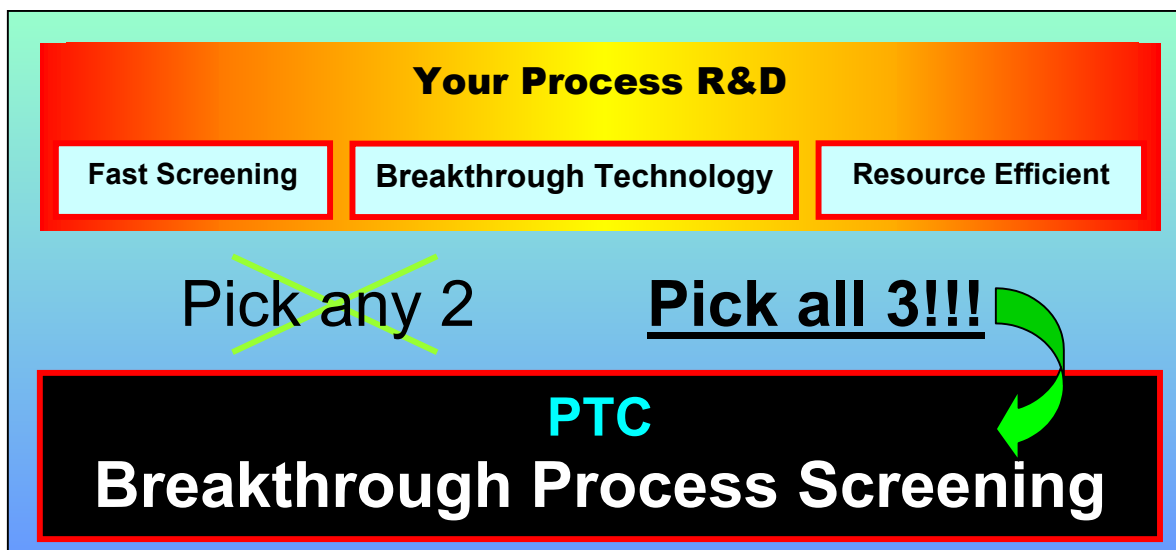 Your Process R&D
Fast Screening
Breakthrough Technology
Resource Efficient
Pick any 2
Pick all 3!!!
PTC
Breakthrough Process Screening